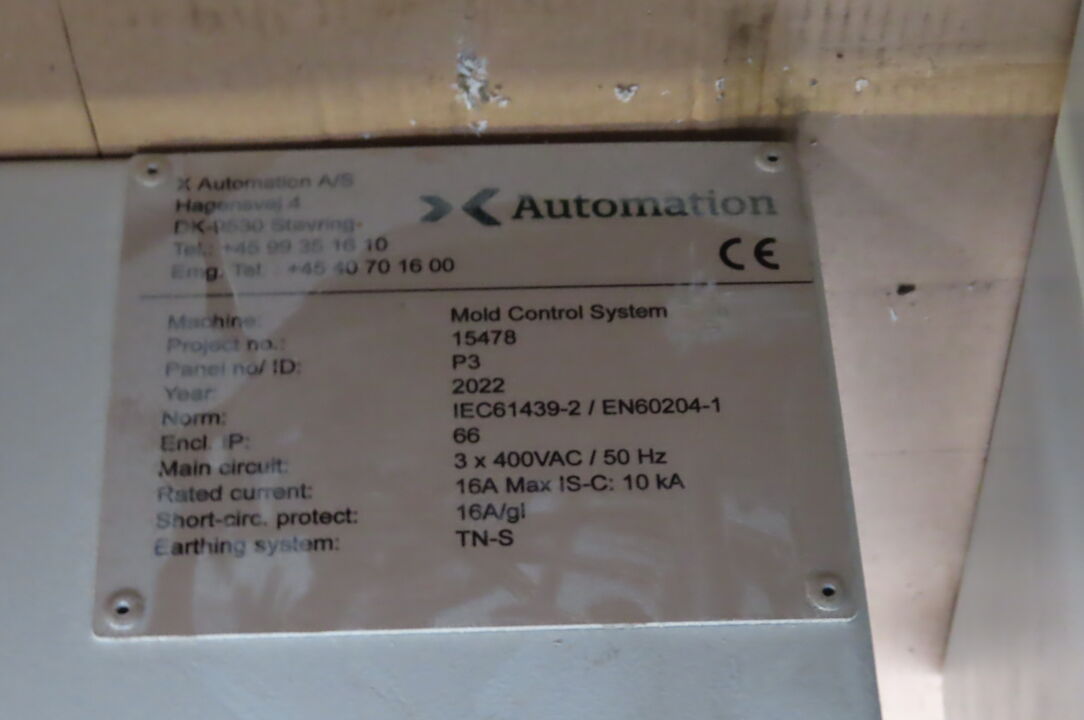 X Automation A/S
Hagensvej 4
DK-9530 Støvring
Tel.: +45 99 35 16 10
Emg. Tel. : +45 40 70 16 00
Automation
CE
Machine: Mold Control System
Project no.: 15478
Panel no/ ID: P3
Year: 2022
Norm: IEC61439-2 / EN60204-1
Encl. IP: 66
Main circuit: 3 x 400VAC / 50 Hz
Rated current: 16A Max IS-C: 10 kA
Short-circ. protect: 16A/gl
Earthing system: TN-S